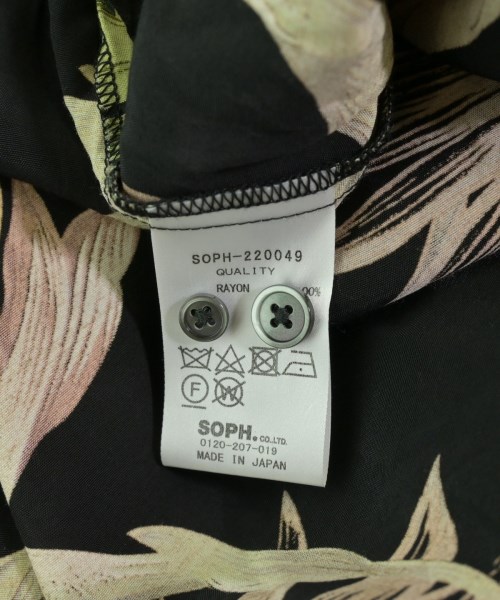 SOPH-220049
QUALITY
RAYON 00%
F W
SOPH. CO.,LTD.
0120-207-019
MADE IN JAPAN